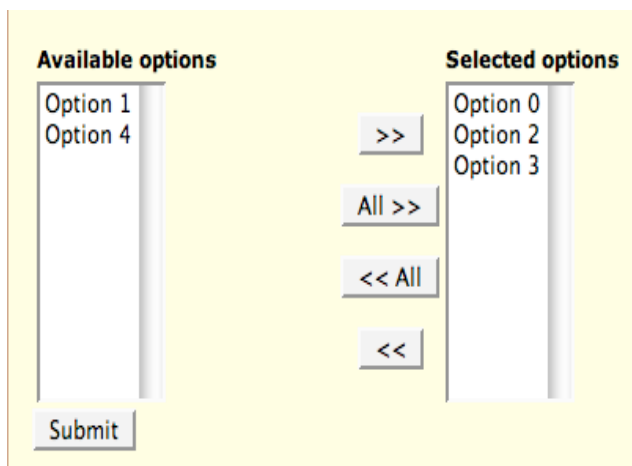 Available options
Option 1
Option 4
>>
All >>
<< All
<<
Selected options
Option 0
Option 2
Option 3
Submit